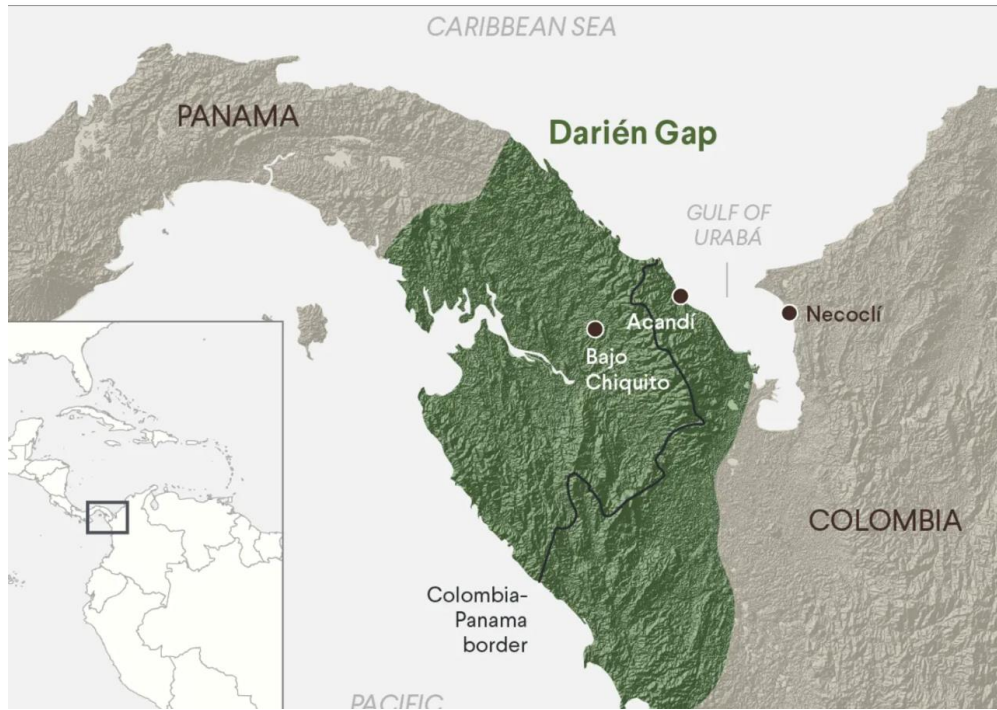 CARIBBEAN SEA
PANAMA
Darién Gap
GULF OF
URABÁ
Acandí
Necoclí
Bajo
Chiquito
COLOMBIA
Colombia-
Panama
border
PACIFIC